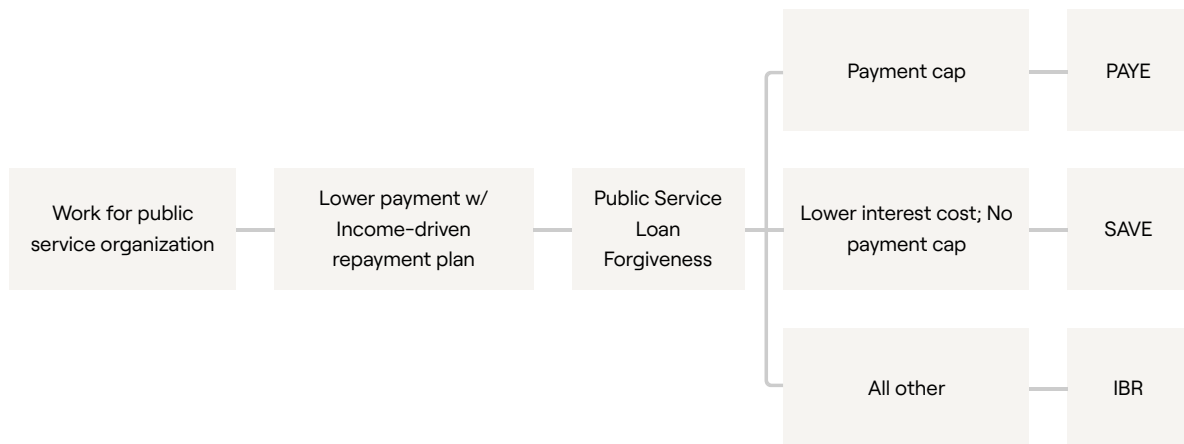 Work for public
service organization
Lower payment w/
Income-driven
repayment plan
Public Service
Loan
Forgiveness
Payment cap
PAYE
Lower interest cost; No
payment cap
SAVE
All other
IBR